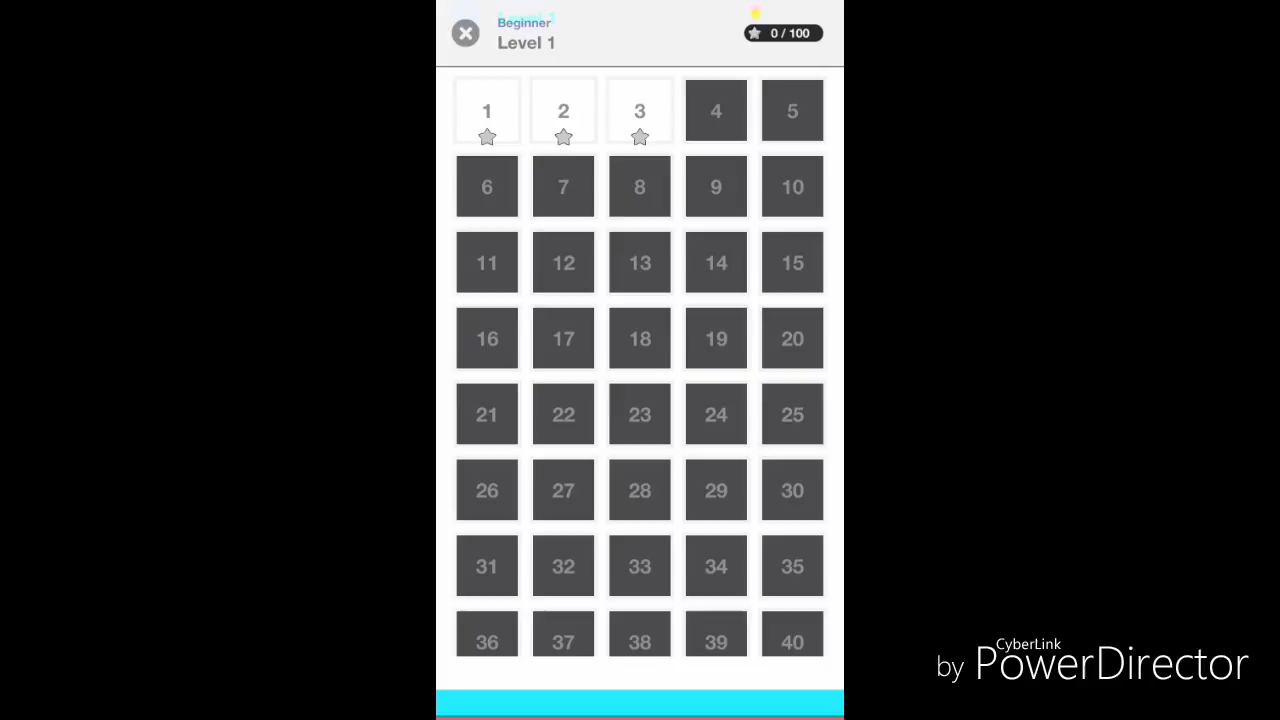 Level 1
Beginner
Level 1
0 / 100
1 2 3 4 5
6 7 8 9 10
11 12 13 14 15
16 17 18 19 20
21 22 23 24 25
26 27 28 29 30
31 32 33 34 35
36 37 38 39 40
CyberLink
by PowerDirector